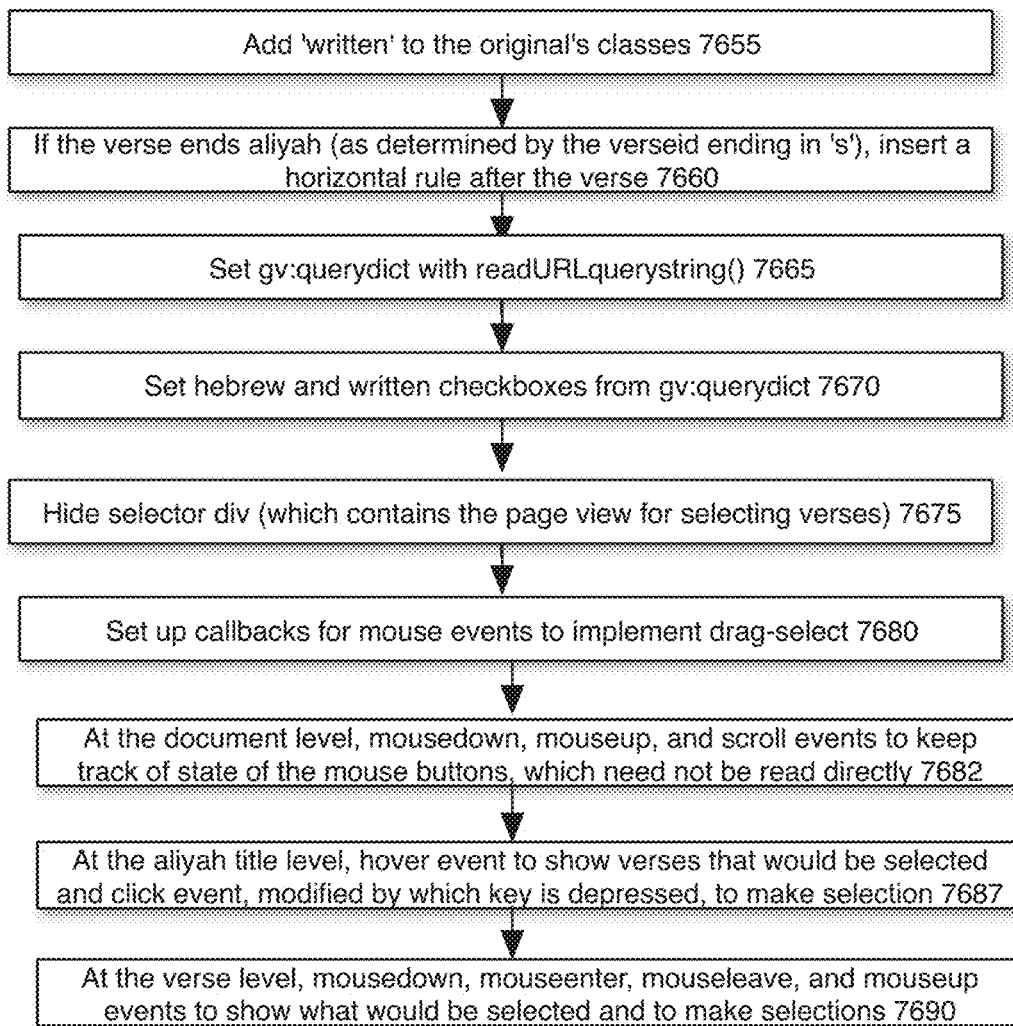 Add 'written' to the original's classes 7655
If the verse ends aliyah (as determined by the verseid ending in 's'), insert a
horizontal rule after the verse 7660
Set gv:querydict with readURLquerystring() 7665
Set hebrew and written checkboxes from gv:querydict 7670
Hide selector div (which contains the page view for selecting verses) 7675
Set up callbacks for mouse events to implement drag-select 7680
At the document level, mousedown, mouseup, and scroll events to keep
track of state of the mouse buttons, which need not be read directly 7682
At the aliyah title level, hover event to show verses that would be selected
and click event, modified by which key is depressed, to make selection 7687
At the verse level, mousedown, mouseenter, mouseleave, and mouseup
events to show what would be selected and to make selections 7690